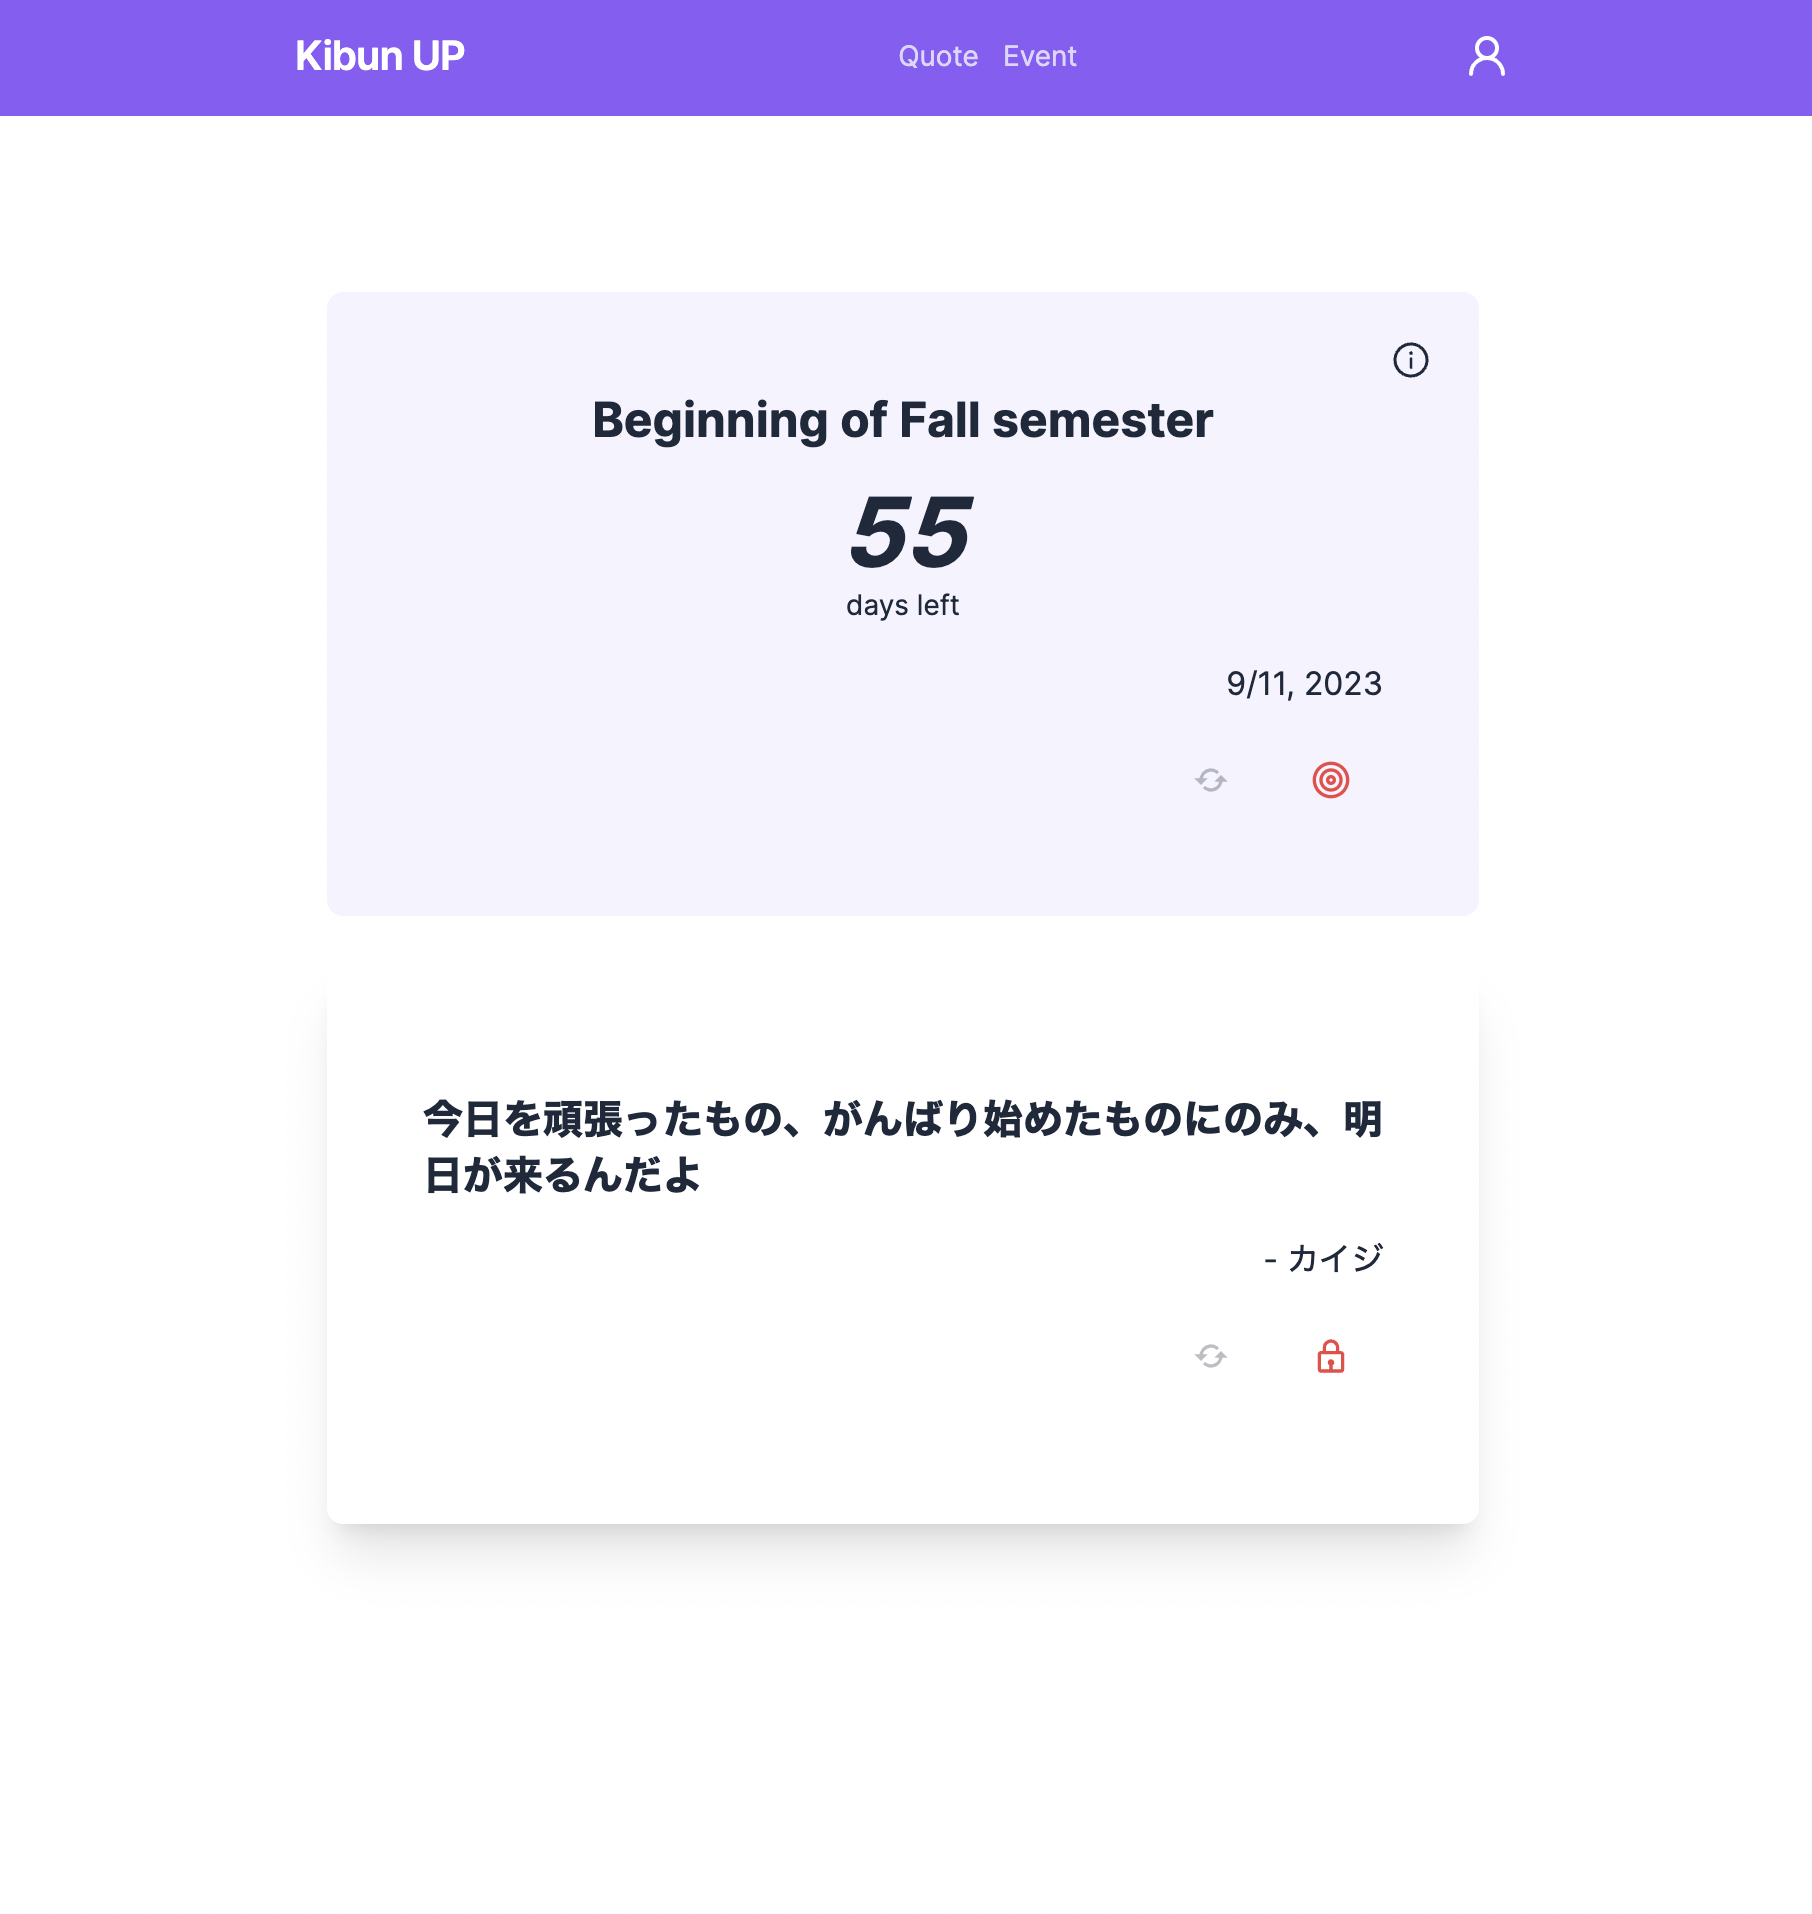 Kibun UP
Quote Event
Beginning of Fall semester
55
days left
9/11, 2023
今日を頑張ったもの、がんばり始めたものにのみ、明
日が来るんだよ
- カイジ